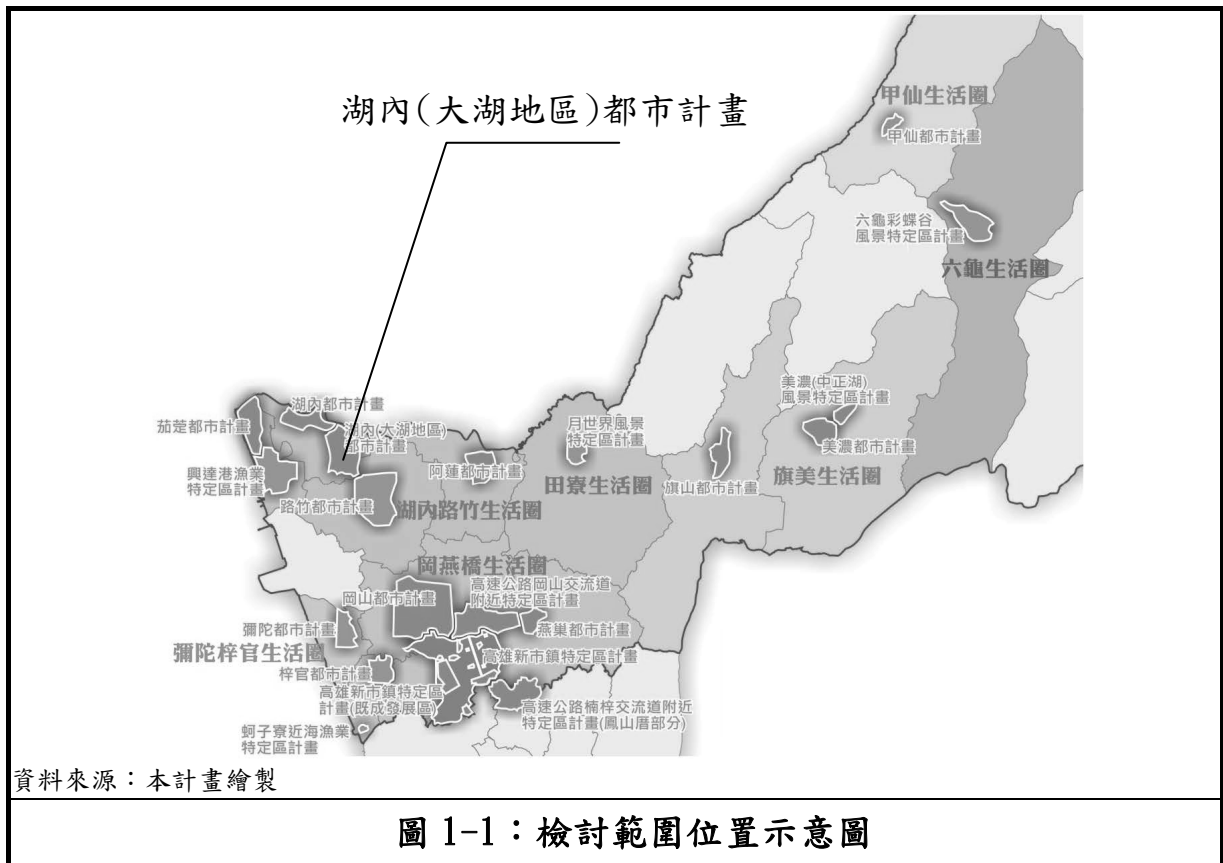 湖內(大湖地區)都市計畫
甲仙生活圈
甲仙都市計畫
六龜彩蝶谷
風景特定區計畫
六龜生活圈
美濃(中正湖)
風景特定區計畫
湖內都市計畫
茄萣都市計畫
湖內(大湖地區)
都市計畫
月世界風景
特定區計畫
美濃都市計畫
阿蓮都市計畫
興達港漁業
特定區計畫
田寮生活圈
旗山都市計畫
旗美生活圈
路竹都市計畫
湖內路竹生活圈
岡燕橋生活圈
岡山都市計畫
高速公路岡山交流道
附近特定區計畫
彌陀都市計畫
燕巢都市計畫
彌陀梓官生活圈
高雄新市鎮特定區計畫
梓官都市計畫
高雄新市鎮特定區
計畫(既成發展區)
高速公路楠梓交流道附近
特定區計畫(鳳山厝部分)
蚵子寮近海漁業
特定區計畫
資料來源：本計畫繪製
圖 1-1：檢討範圍位置示意圖